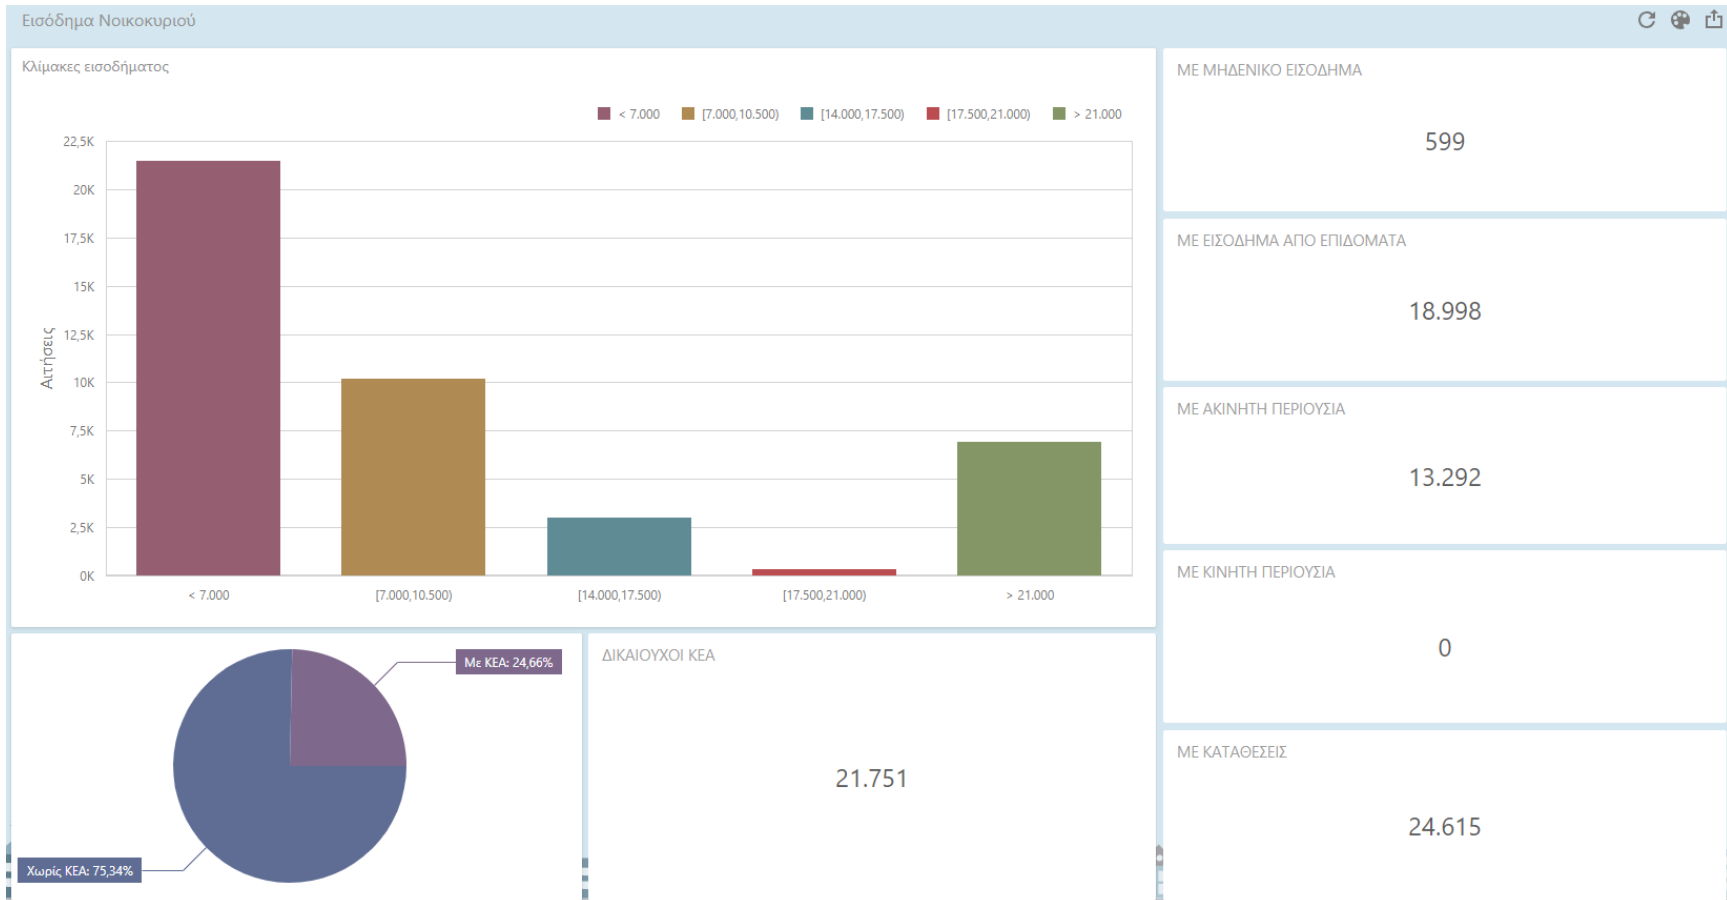 Εισόδημα Νοικοκυριού
Κλίμακες εισοδήματος
< 7.000 [7.000,10.500) [14.000,17.500) [17.500,21.000) > 21.000
22,5K
20K
17,5K
15K
12,5K
10K
7,5K
5K
2,5K
0K
Αιτήσεις
< 7.000 [7.000,10.500) [14.000,17.500) [17.500,21.000) > 21.000
ΜΕ ΜΗΔΕΝΙΚΟ ΕΙΣΟΔΗΜΑ
599
ΜΕ ΕΙΣΟΔΗΜΑ ΑΠΟ ΕΠΙΔΟΜΑΤΑ
18.998
ΜΕ ΑΚΙΝΗΤΗ ΠΕΡΙΟΥΣΙΑ
13.292
ΜΕ ΚΙΝΗΤΗ ΠΕΡΙΟΥΣΙΑ
0
ΜΕ ΚΑΤΑΘΕΣΕΙΣ
24.615
Με ΚΕΑ: 24,66%
Χωρίς ΚΕΑ: 75,34%
ΔΙΚΑΙΟΥΧΟΙ ΚΕΑ
21.751